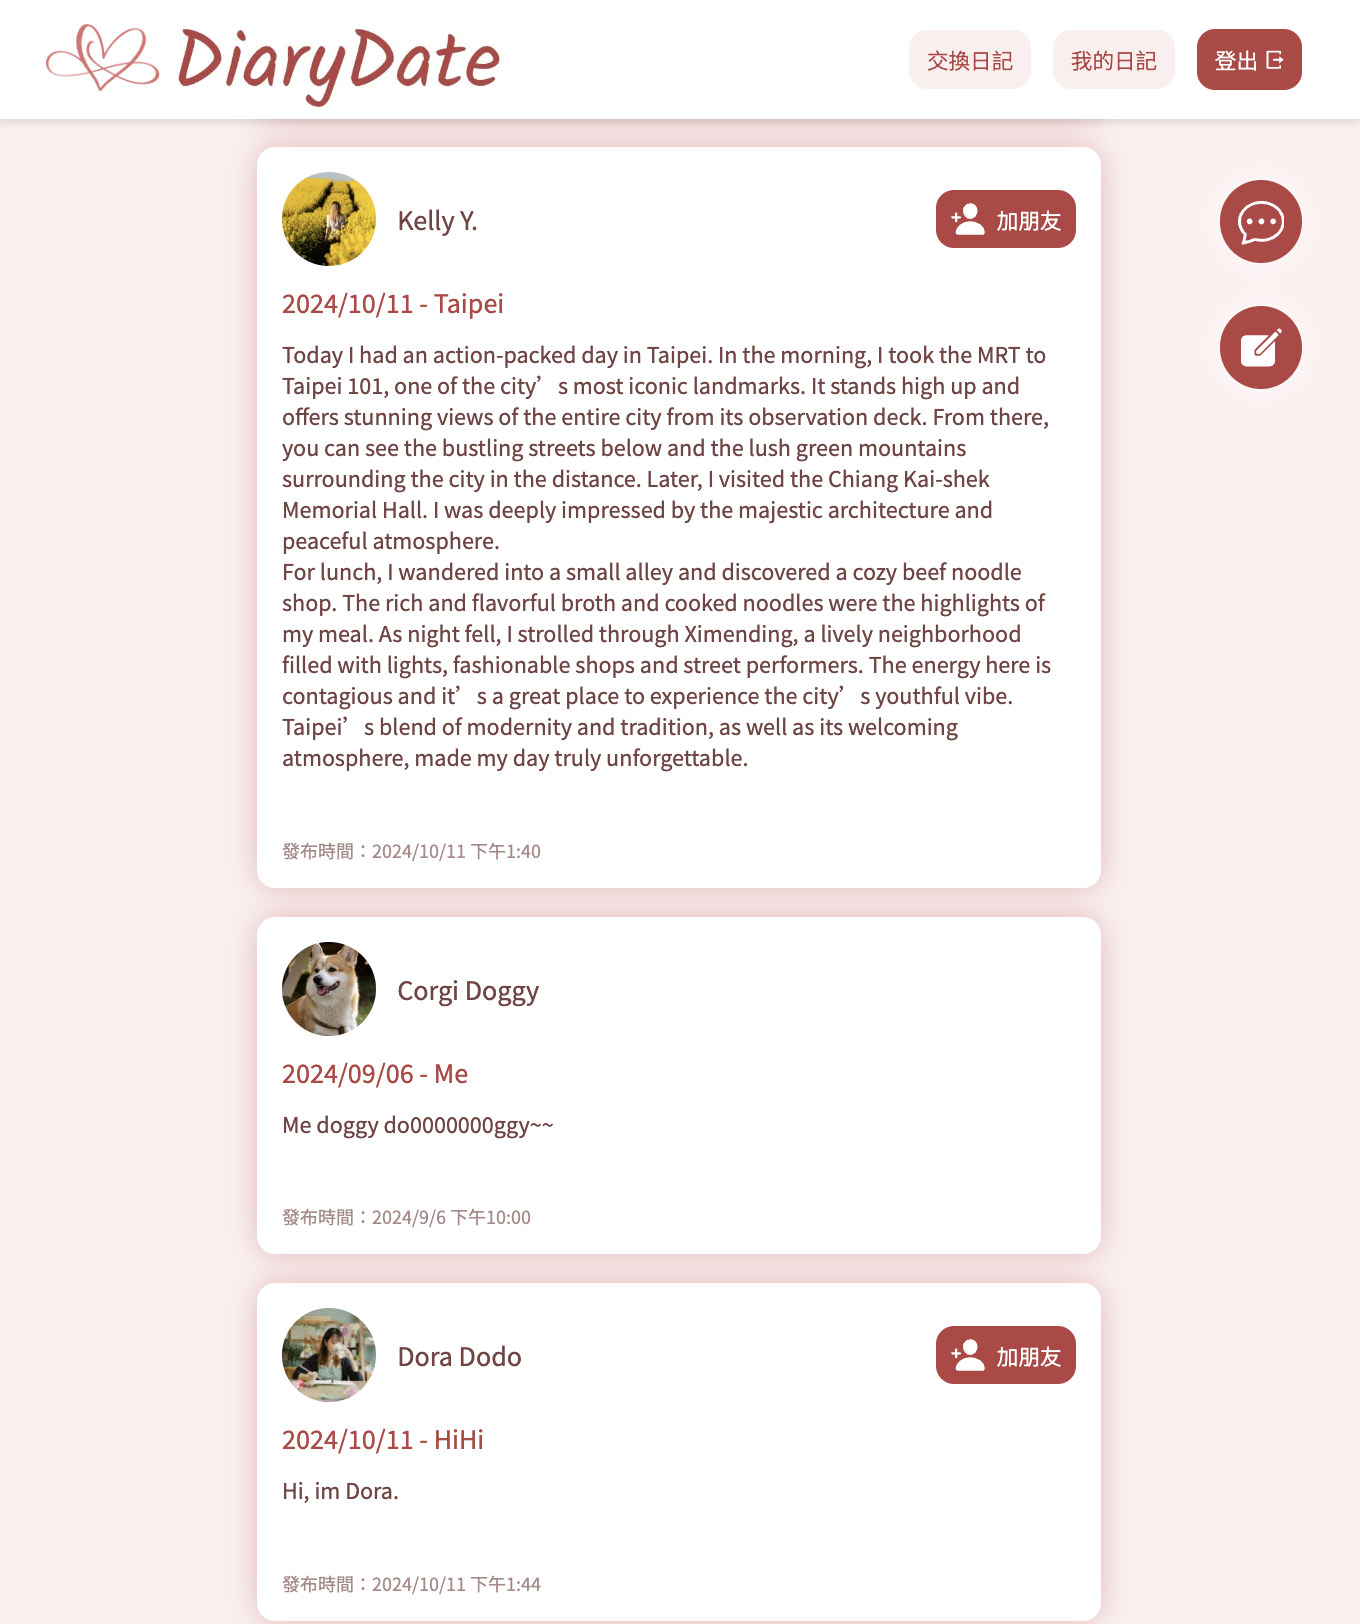 DiaryDate
交換日記
我的日記
登出
Kelly Y.
加朋友
2024/10/11 - Taipei
Today I had an action-packed day in Taipei. In the morning, I took the MRT to
Taipei 101, one of the city’s most iconic landmarks. It stands high up and
offers stunning views of the entire city from its observation deck. From there,
you can see the bustling streets below and the lush green mountains
surrounding the city in the distance. Later, I visited the Chiang Kai-shek
Memorial Hall. I was deeply impressed by the majestic architecture and
peaceful atmosphere.
For lunch, I wandered into a small alley and discovered a cozy beef noodle
shop. The rich and flavorful broth and cooked noodles were the highlights of
my meal. As night fell, I strolled through Ximending, a lively neighborhood
filled with lights, fashionable shops and street performers. The energy here is
contagious and it’s a great place to experience the city’s youthful vibe.
Taipei’s blend of modernity and tradition, as well as its welcoming
atmosphere, made my day truly unforgettable.
發布時間：2024/10/11 下午1:40
Corgi Doggy
2024/09/06 - Me
Me doggy do0000000ggy~~
發布時間：2024/9/6 下午10:00
Dora Dodo
加朋友
2024/10/11 - HiHi
Hi, im Dora.
發布時間：2024/10/11 下午1:44